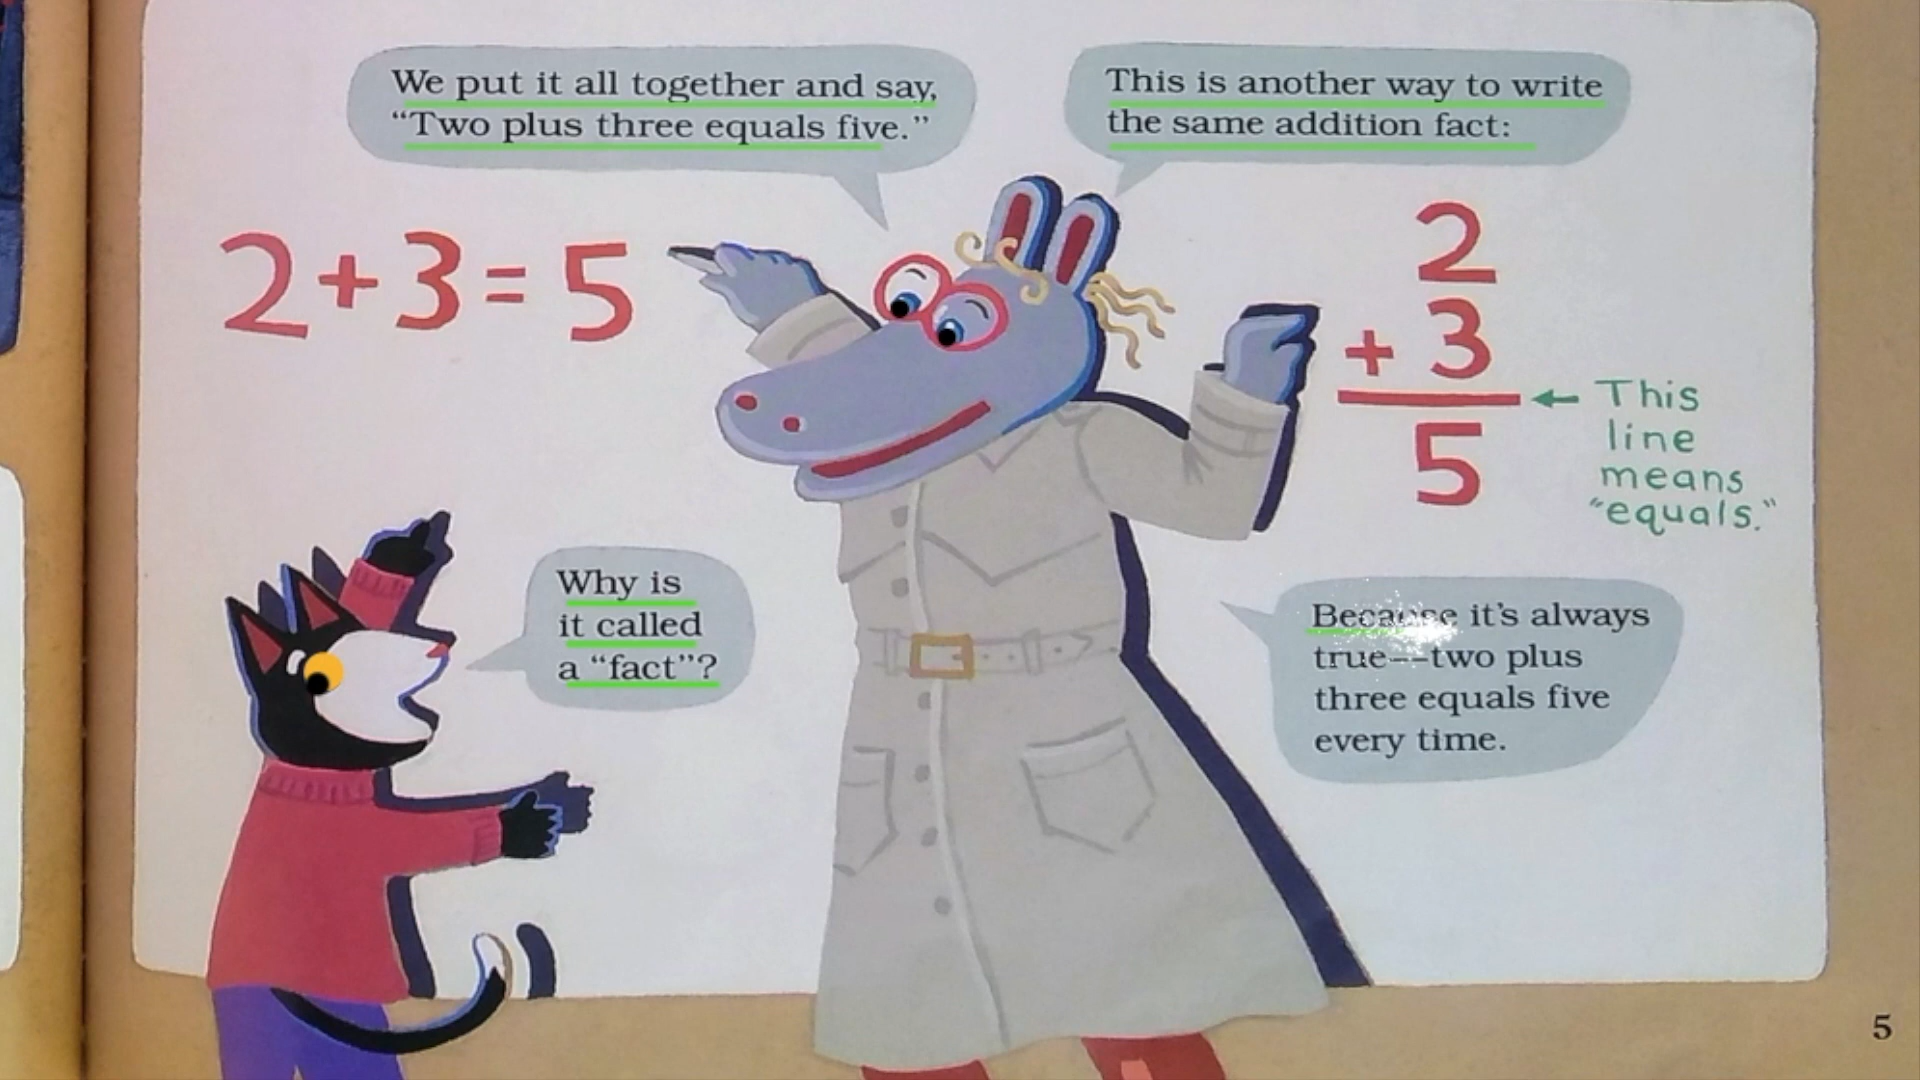 We put it all together and say,
“Two plus three equals five.”
This is another way to write
the same addition fact:
2+3=5
2
+ 3
5
This
line
means
“equals.”
Why is
it called
a “fact”?
Because it’s always
true—two plus
three equals five
every time.
5